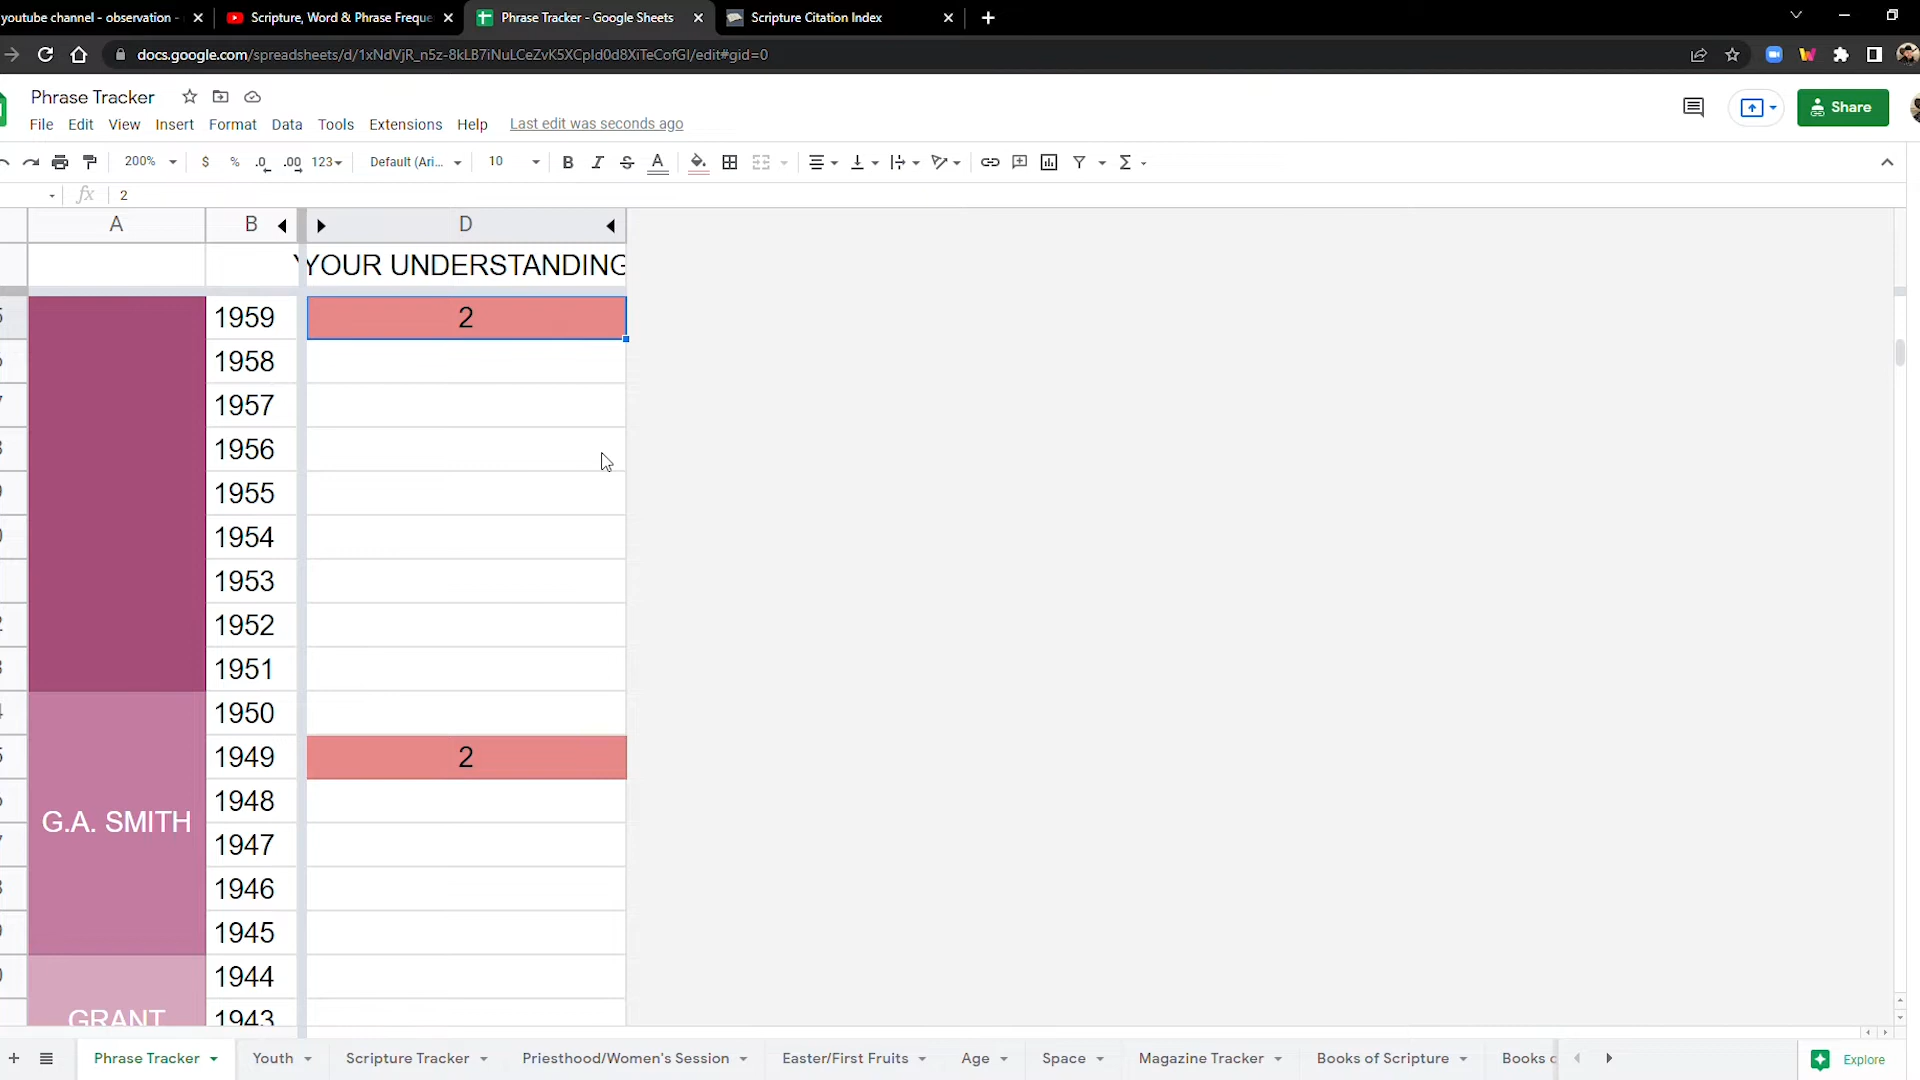 youtube channel - observation -
Scripture, Word & Phrase Freque
Phrase Tracker - Google Sheets
Scripture Citation Index
docs.google.com/spreadsheets/d/1xNdVjR_n5z-8kLB7iNuLCeZvK5XCpId0d8XiTeCofGI/edit#gid=0
Phrase Tracker
File Edit View Insert Format Data Tools Extensions Help Last edit was seconds ago
Share
200% $ % .0 .00 123 Default (Ari... 10 B I S A Σ
fx 2
A B D
YOUR UNDERSTANDING
1959 2
1958
1957
1956
1955
1954
1953
1952
1951
1950
1949 2
1948
G.A. SMITH
1947
1946
1945
1944
GRANT 1943
Phrase Tracker Youth Scripture Tracker Priesthood/Women's Session Easter/First Fruits Age Space Magazine Tracker Books of Scripture Books
Explore